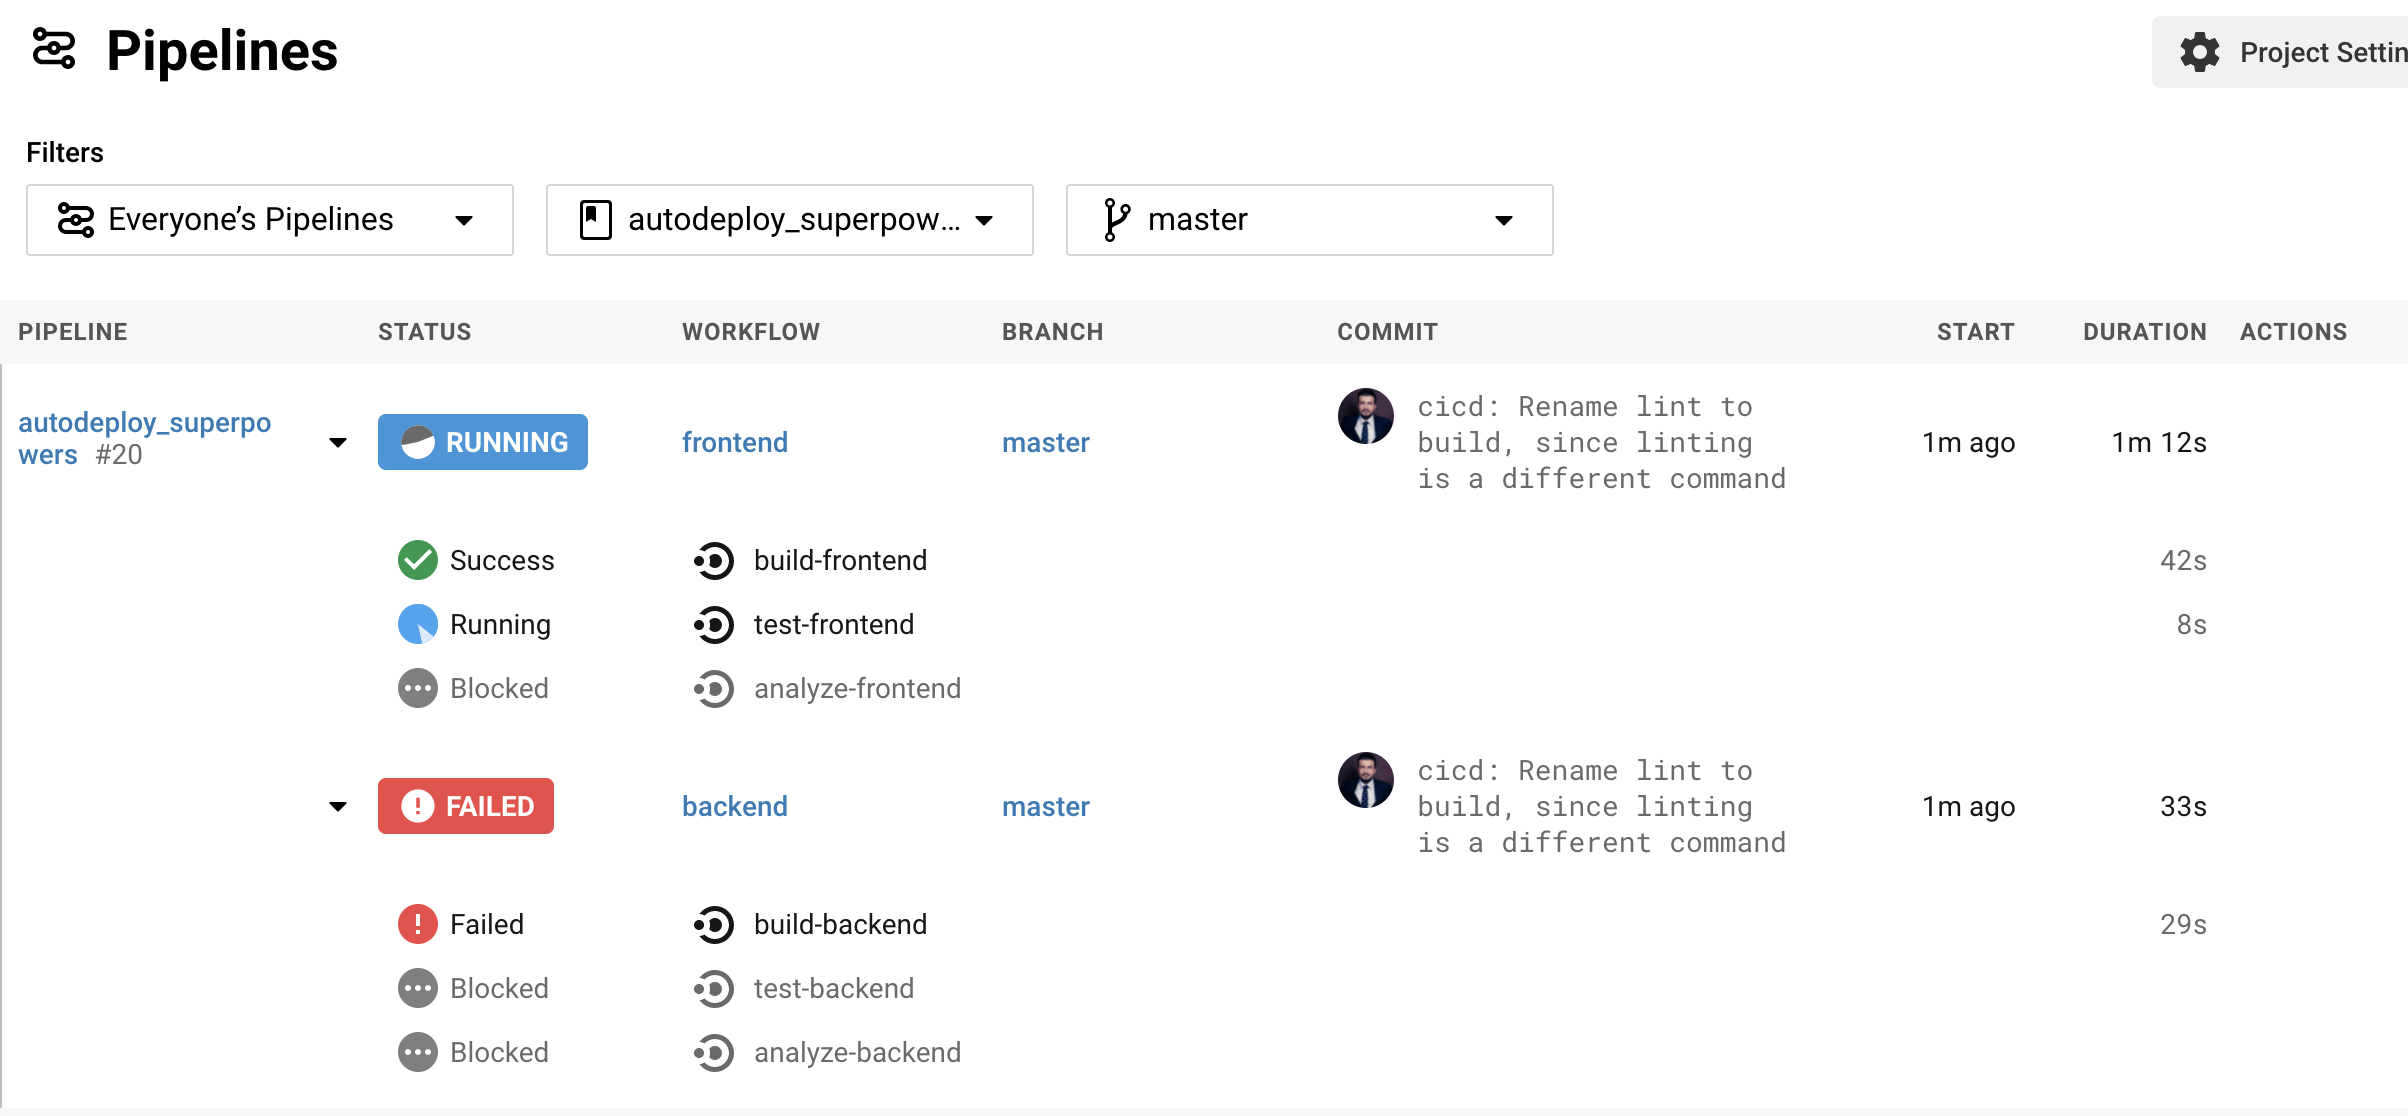 Pipelines
Project Settin
Filters
Everyone’s Pipelines
autodeploy_superpow...
master
PIPELINE STATUS WORKFLOW BRANCH COMMIT START DURATION ACTIONS
autodeploy_superpo
wers #20
RUNNING
frontend
master
cicd: Rename lint to
build, since linting
is a different command
1m ago
1m 12s
Success build-frontend 42s
Running test-frontend 8s
Blocked analyze-frontend
FAILED
backend
master
cicd: Rename lint to
build, since linting
is a different command
1m ago
33s
Failed build-backend 29s
Blocked test-backend
Blocked analyze-backend